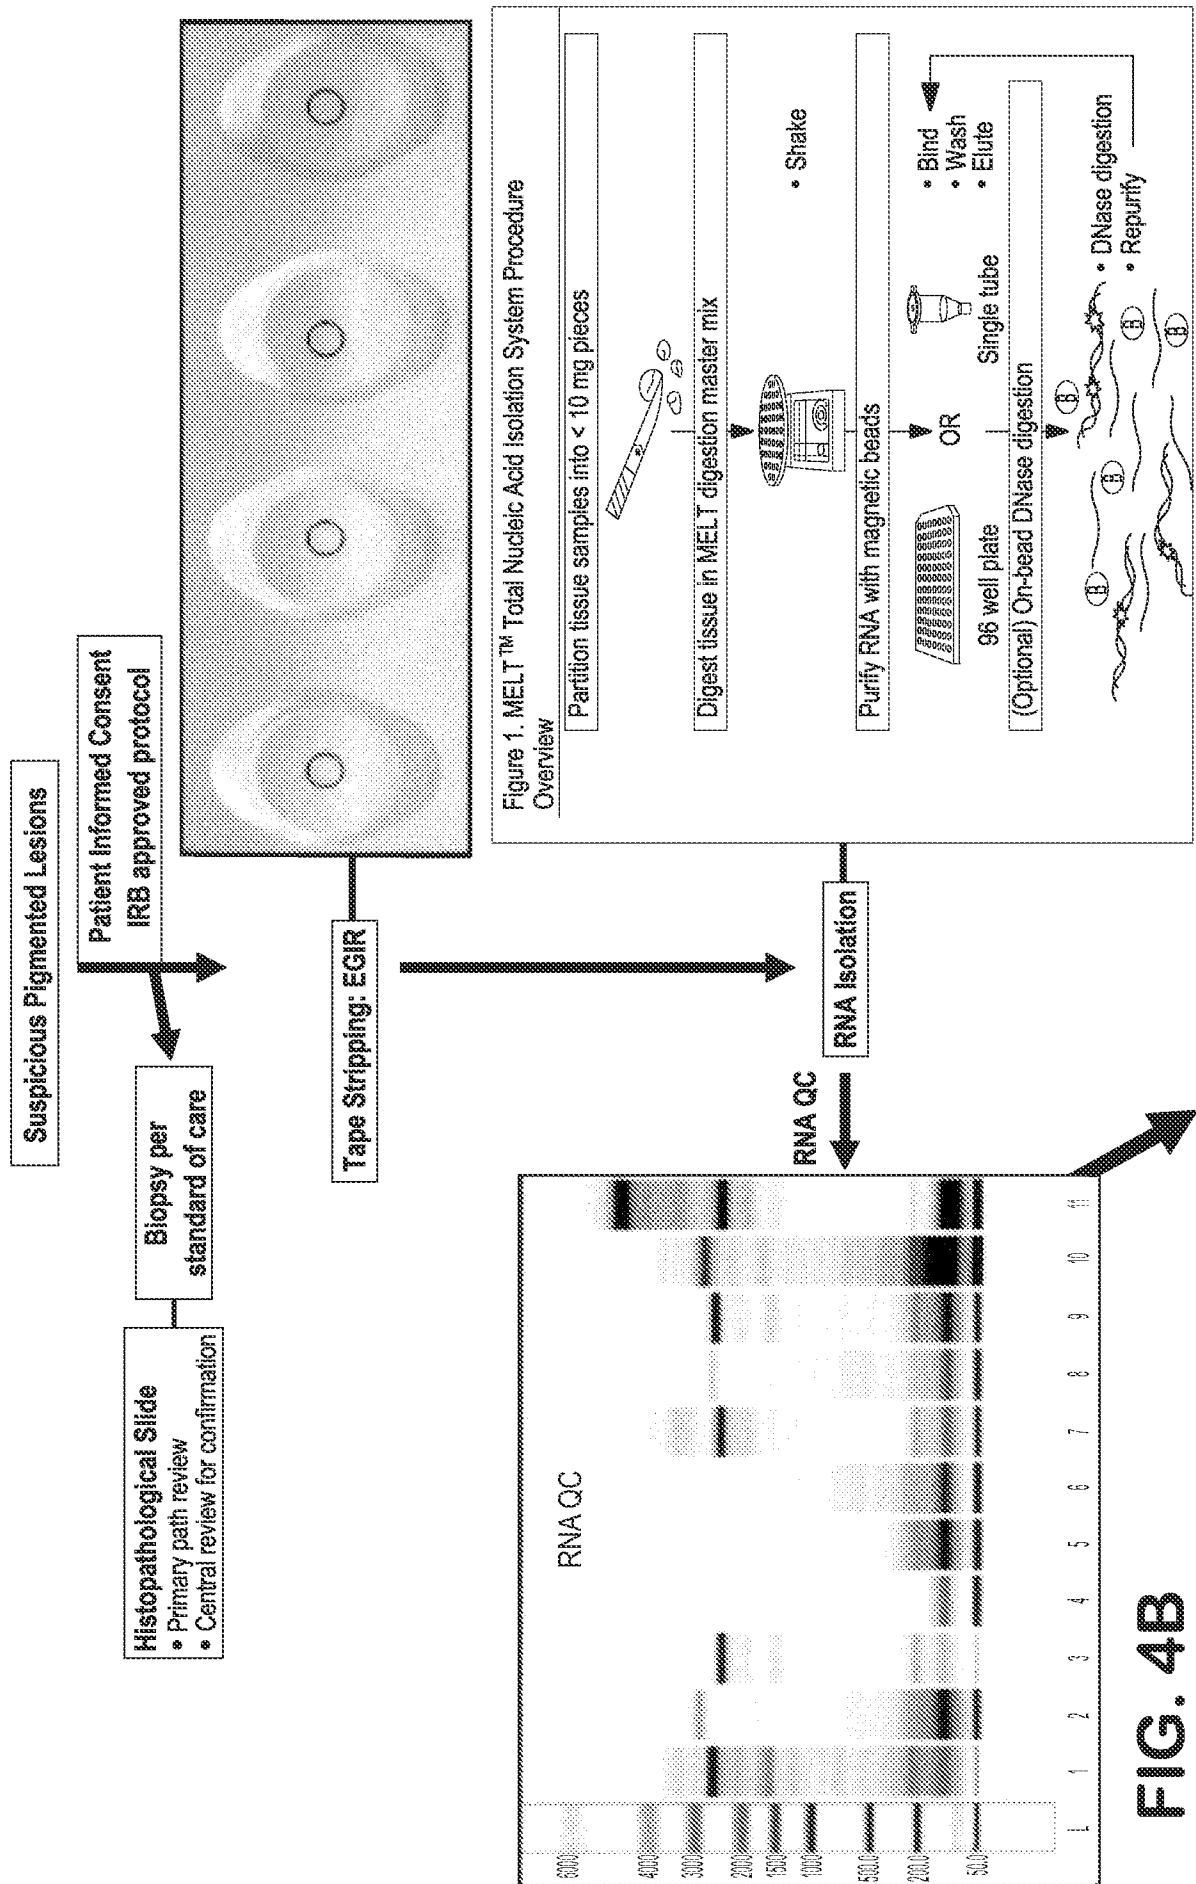 Suspicious Pigmented Lesions
Patient Informed Consent
IRB approved protocol
Biopsy per
standard of care
Histopathological Slide
• Primary path review
• Central review for confirmation
Tape Stripping: EGIR
RNA Isolation
Figure 1. MELT™ Total Nucleic Acid Isolation System Procedure
Overview
Partition tissue samples into < 10 mg pieces
Digest tissue in MELT digestion master mix
• Shake
Purify RNA with magnetic beads
96 well plate
OR
Single tube
• Bind
• Wash
• Elute
(Optional) On-bead DNase digestion
• DNase digestion
• Repurify
B
B
B
B
B
RNA QC
RNA QC
6000
4000
3000
2000
1500
1000
500.0
200.0
50.0
L 1 2 3 4 5 6 7 8 9 10 11
FIG. 4B